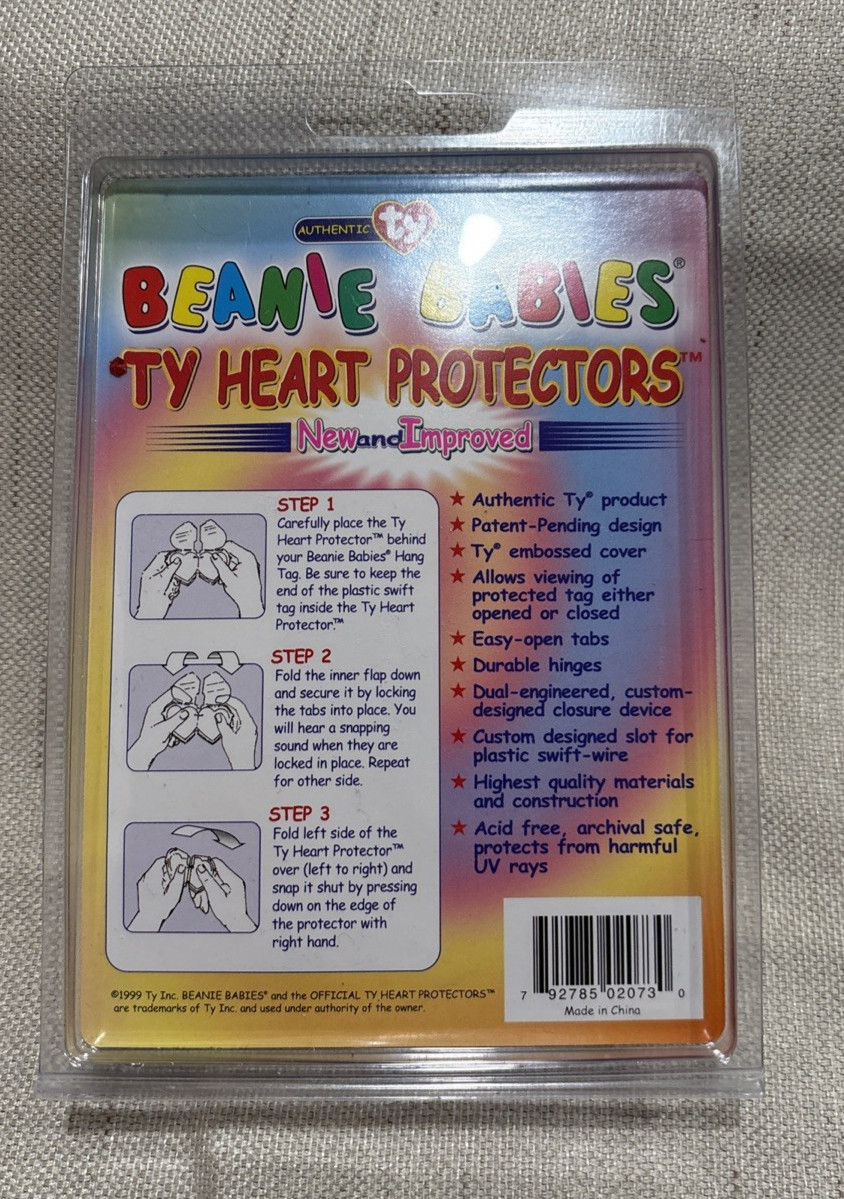 AUTHENTIC ty
BEANIE BABIES®
TY HEART PROTECTORS™
New and Improved
STEP 1
Carefully place the Ty
Heart Protector™ behind
your Beanie Babies® Hang
Tag. Be sure to keep the
end of the plastic swift
tag inside the Ty Heart
Protector.™
STEP 2
Fold the inner flap down
and secure it by locking
the tabs into place. You
will hear a snapping
sound when they are
locked in place. Repeat
for other side.
STEP 3
Fold left side of the
Ty Heart Protector™
over (left to right) and
snap it shut by pressing
down on the edge of
the protector with
right hand.
★ Authentic Ty® product
★ Patent-Pending design
★ Ty® embossed cover
★ Allows viewing of
protected tag either
opened or closed
★ Easy-open tabs
★ Durable hinges
★ Dual-engineered, custom-
designed closure device
★ Custom designed slot for
plastic swift-wire
★ Highest quality materials
and construction
★ Acid free, archival safe,
protects from harmful
UV rays
7 92785 02073 0
Made in China
©1999 Ty Inc. BEANIE BABIES® and the OFFICIAL TY HEART PROTECTORS™
are trademarks of Ty Inc. and used under authority of the owner.